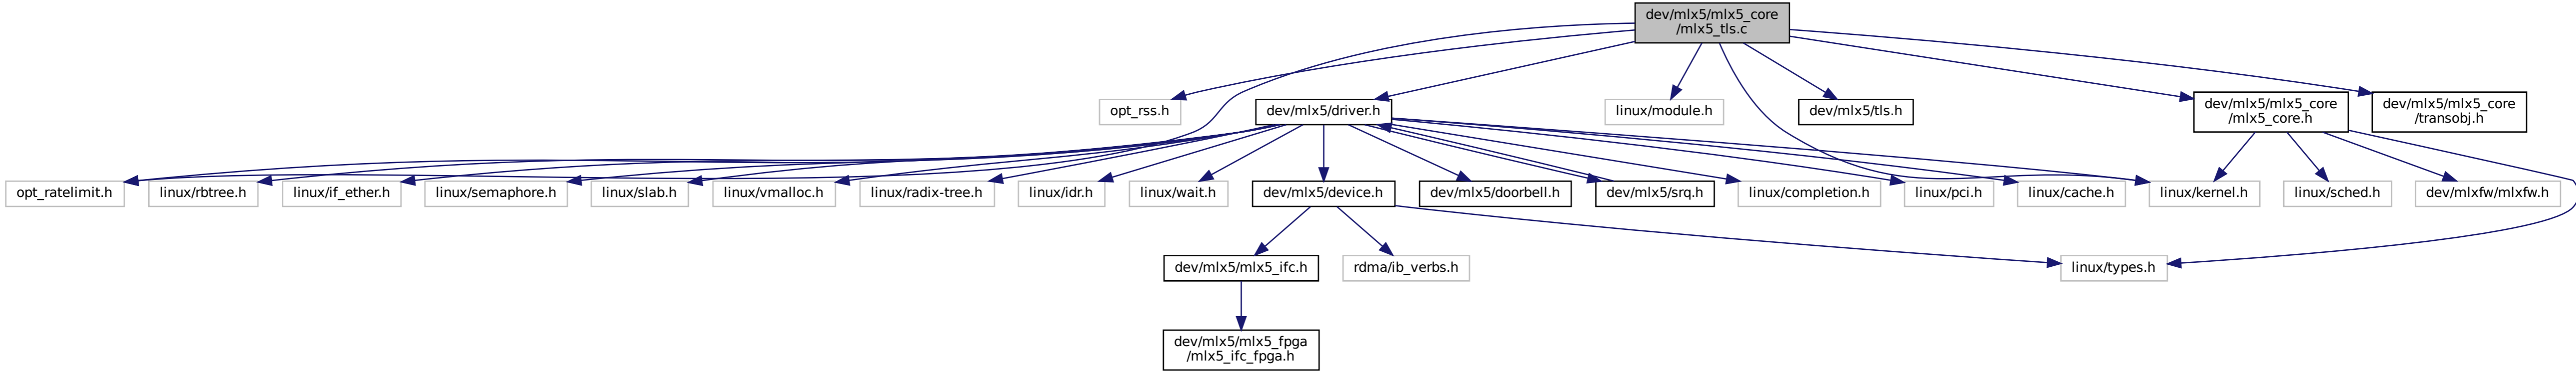 dev/mlx5/mlx5_core
/mlx5_tls.c
opt_rss.h
dev/mlx5/driver.h
linux/module.h
dev/mlx5/tls.h
dev/mlx5/mlx5_core
/mlx5_core.h
dev/mlx5/mlx5_core
/transobj.h
opt_ratelimit.h
linux/rbtree.h
linux/if_ether.h
linux/semaphore.h
linux/slab.h
linux/vmalloc.h
linux/radix-tree.h
linux/idr.h
linux/wait.h
dev/mlx5/device.h
dev/mlx5/doorbell.h
dev/mlx5/srq.h
linux/completion.h
linux/pci.h
linux/cache.h
linux/kernel.h
linux/sched.h
dev/mlxfw/mlxfw.h
dev/mlx5/mlx5_ifc.h
rdma/ib_verbs.h
linux/types.h
dev/mlx5/mlx5_fpga
/mlx5_ifc_fpga.h